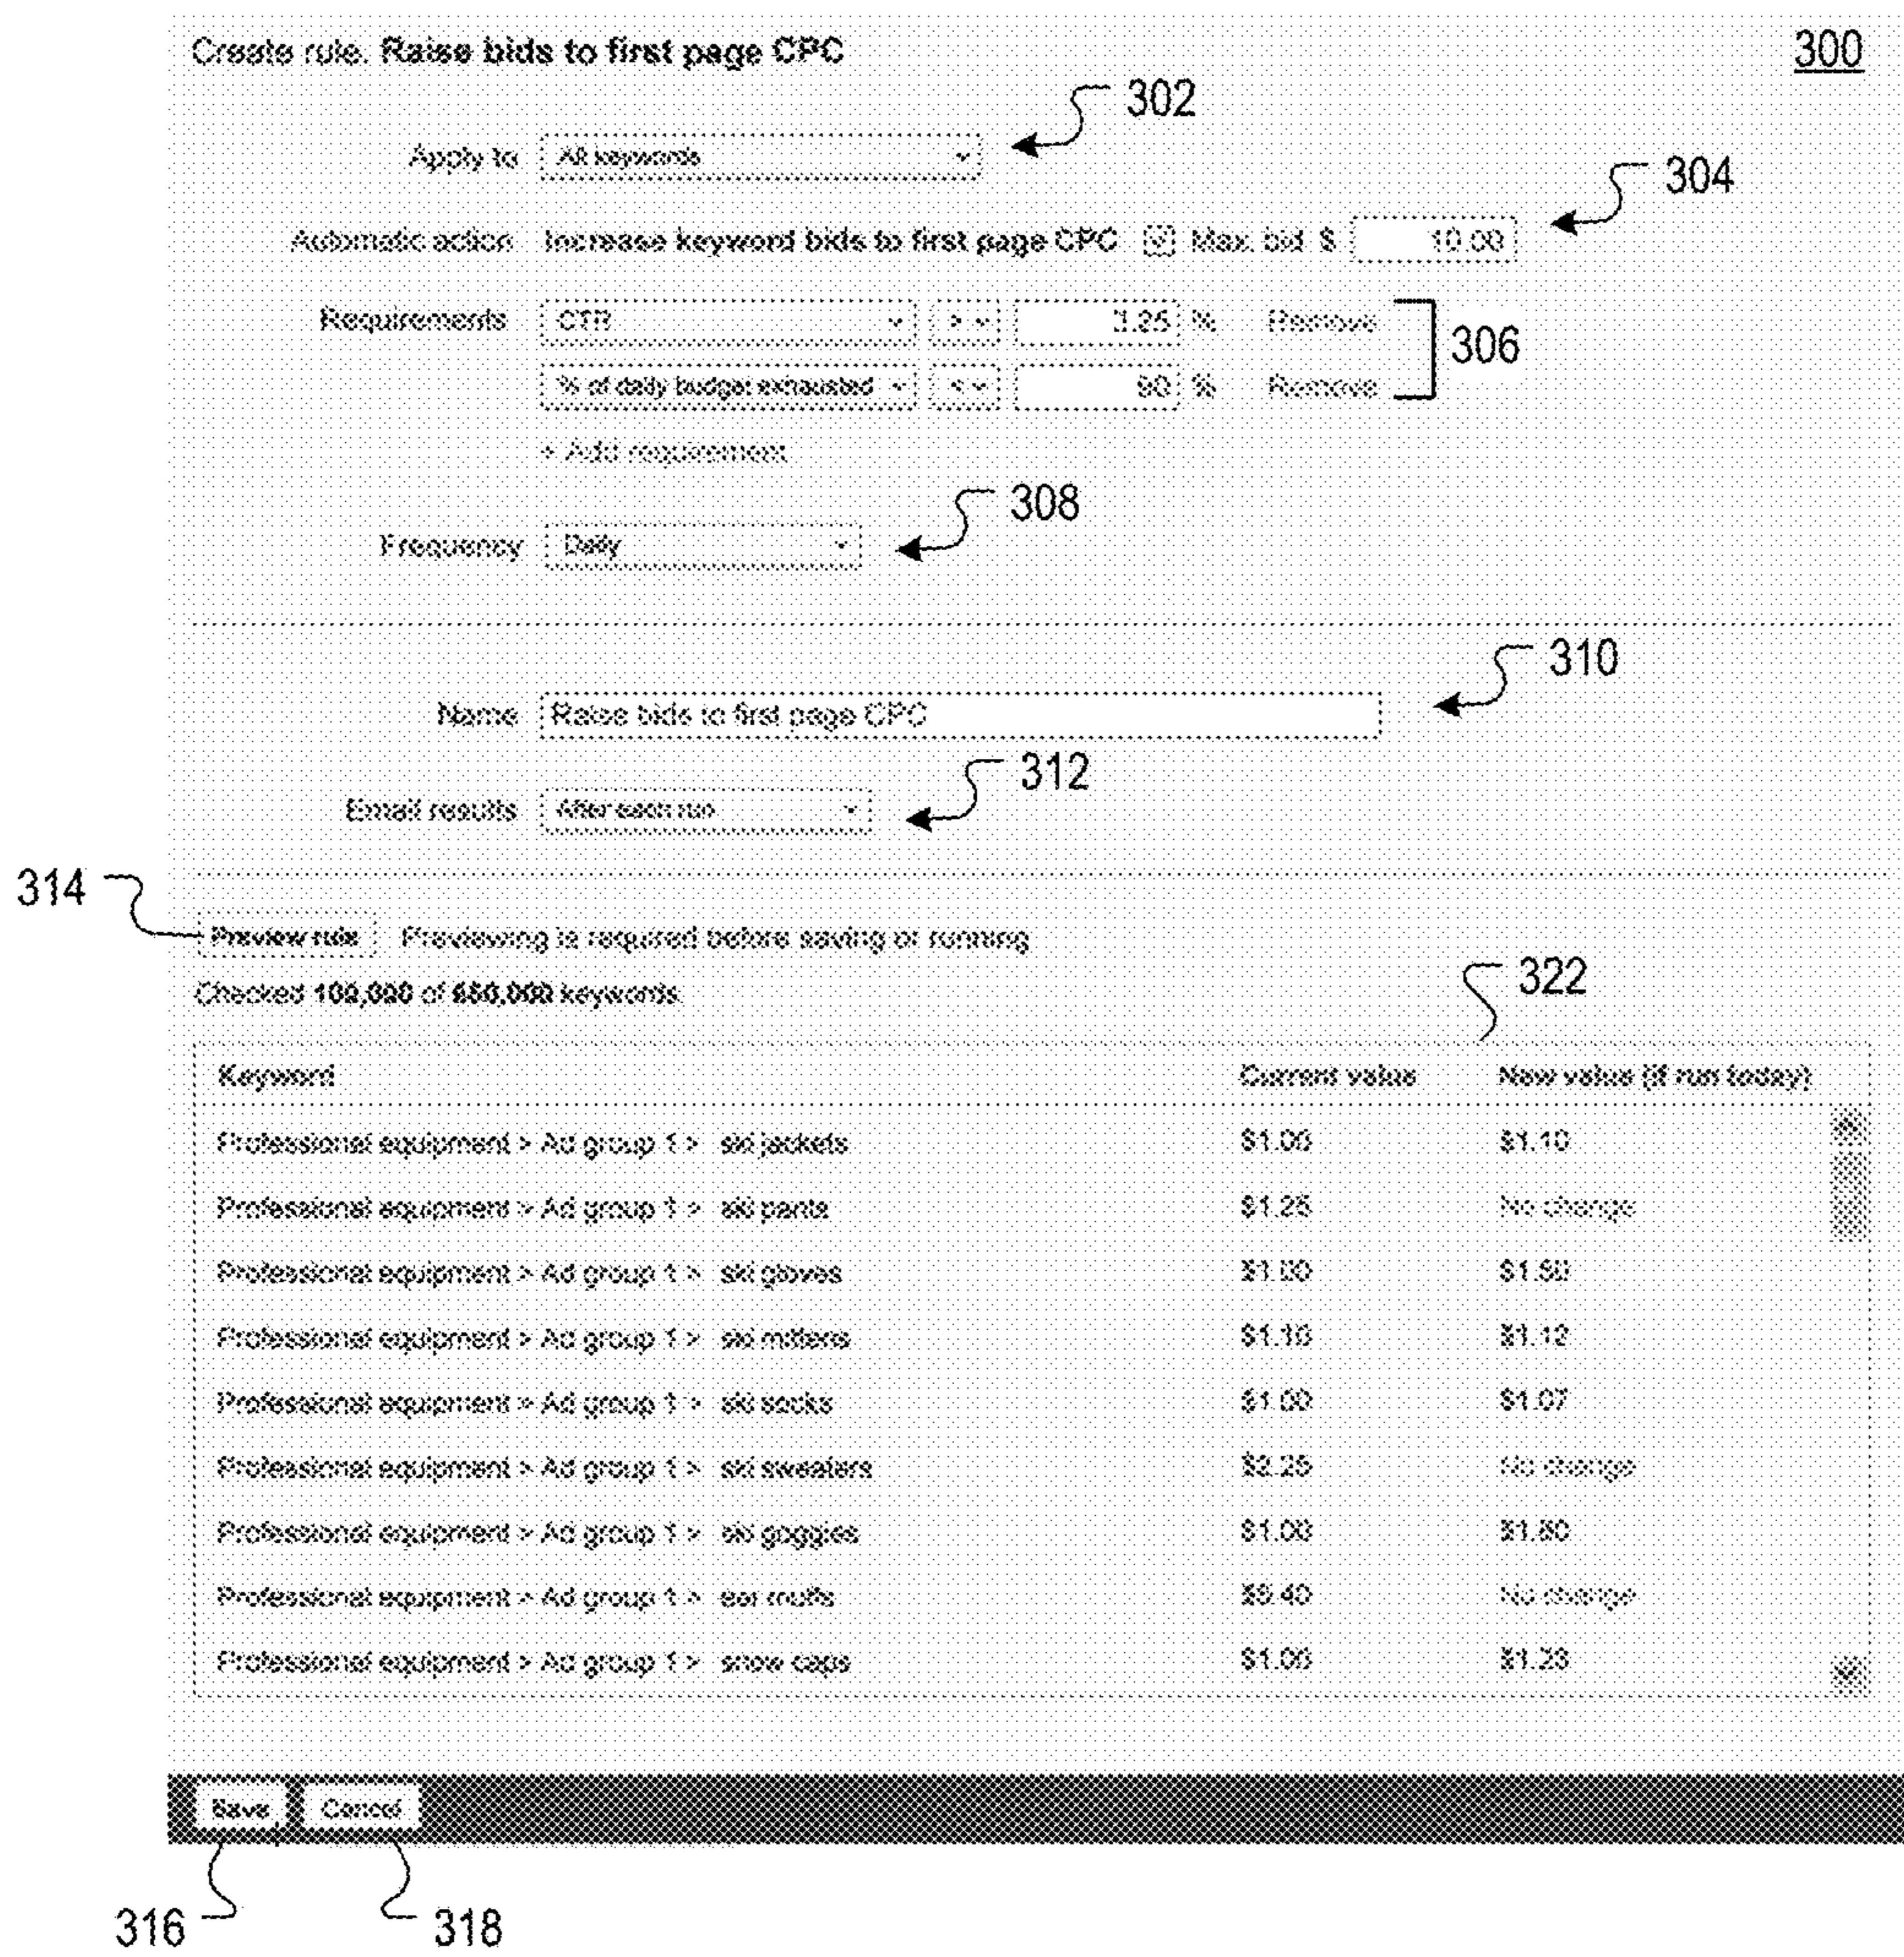 Create rule. Raise bids to first page CPC 300
302
Apply to All keywords
304
Automatic action Increase keyword bids to first page CPC Max. bid $ 10.00
Requirements CTR > % Remove
306
% of daily budget exhausted < % Remove
+ Add requirement
308
Frequency Daily
310
Name Raise bids to first page CPC
312
Email results After each run
314
Preview rule Previewing is required before saving or running
Checked of keywords
322
Keyword Current value New value (if run today)
Professional equipment > Ad group 1 > ski jackets $1.00 $1.10
Professional equipment > Ad group 1 > ski pants $1.25 No change
Professional equipment > Ad group 1 > ski gloves $1.00
Professional equipment > Ad group 1 > ski mittens $1.10 $1.12
Professional equipment > Ad group 1 > ski socks $1.00 $1.07
Professional equipment > Ad group 1 > ski sweaters $2.25 No change
Professional equipment > Ad group 1 > ski goggles $1.00
Professional equipment > Ad group 1 > ear muffs No change
Professional equipment > Ad group 1 > snow caps $1.00 $1.23
Save Cancel
316 318